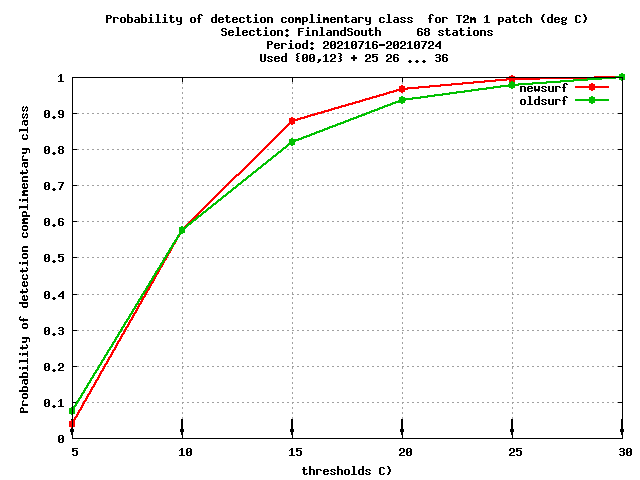 Probability of detection complimentary class  for T2m 1 patch (deg C)
Selection: FinlandSouth     68 stations
Period: 20210716-20210724
Used {00,12} + 25 26 ... 36
newsurf
oldsurf
Probability of detection complimentary class
1
0.9
0.8
0.7
0.6
0.5
0.4
0.3
0.2
0.1
0
5 10 15 20 25 30
thresholds C)